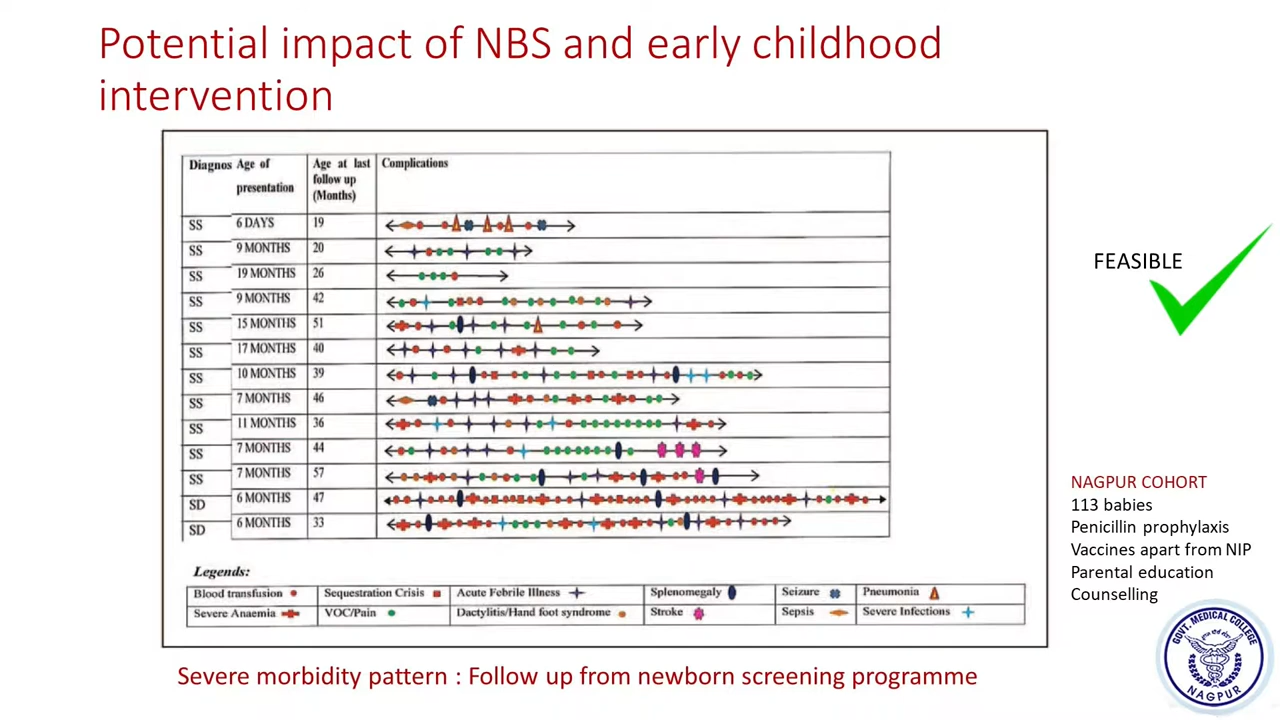 Potential impact of NBS and early childhood
intervention
Diagnos Age of presentation Age at last follow up (Months) Complications
SS 6 DAYS 19
SS 9 MONTHS 20
SS 19 MONTHS 26
SS 9 MONTHS 42
SS 15 MONTHS 51
SS 17 MONTHS 40
SS 10 MONTHS 39
SS 7 MONTHS 46
SS 11 MONTHS 36
SS 7 MONTHS 44
SS 7 MONTHS 57
SD 6 MONTHS 47
SD 6 MONTHS 33
Legends:
Blood transfusion Sequestration Crisis Acute Febrile Illness Splenomegaly Seizure Pneumonia
Severe Anaemia VOC/Pain Dactylitis/Hand foot syndrome Stroke Sepsis Severe Infections
FEASIBLE
NAGPUR COHORT
113 babies
Penicillin prophylaxis
Vaccines apart from NIP
Parental education
Counselling
GOVT. MEDICAL COLLEGE
NAGPUR
Severe morbidity pattern : Follow up from newborn screening programme